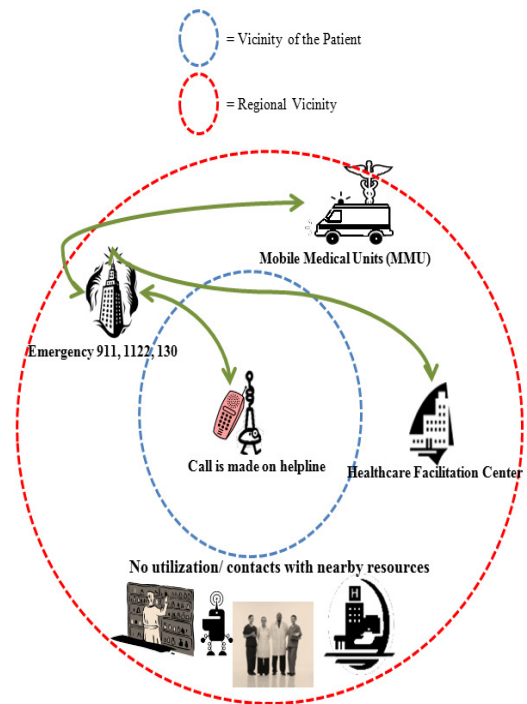 = Vicinity of the Patient
= Regional Vicinity
Mobile Medical Units (MMU)
Emergency 911, 1122, 130
Call is made on helpline
Healthcare Facilitation Center
No utilization/ contacts with nearby resources
H